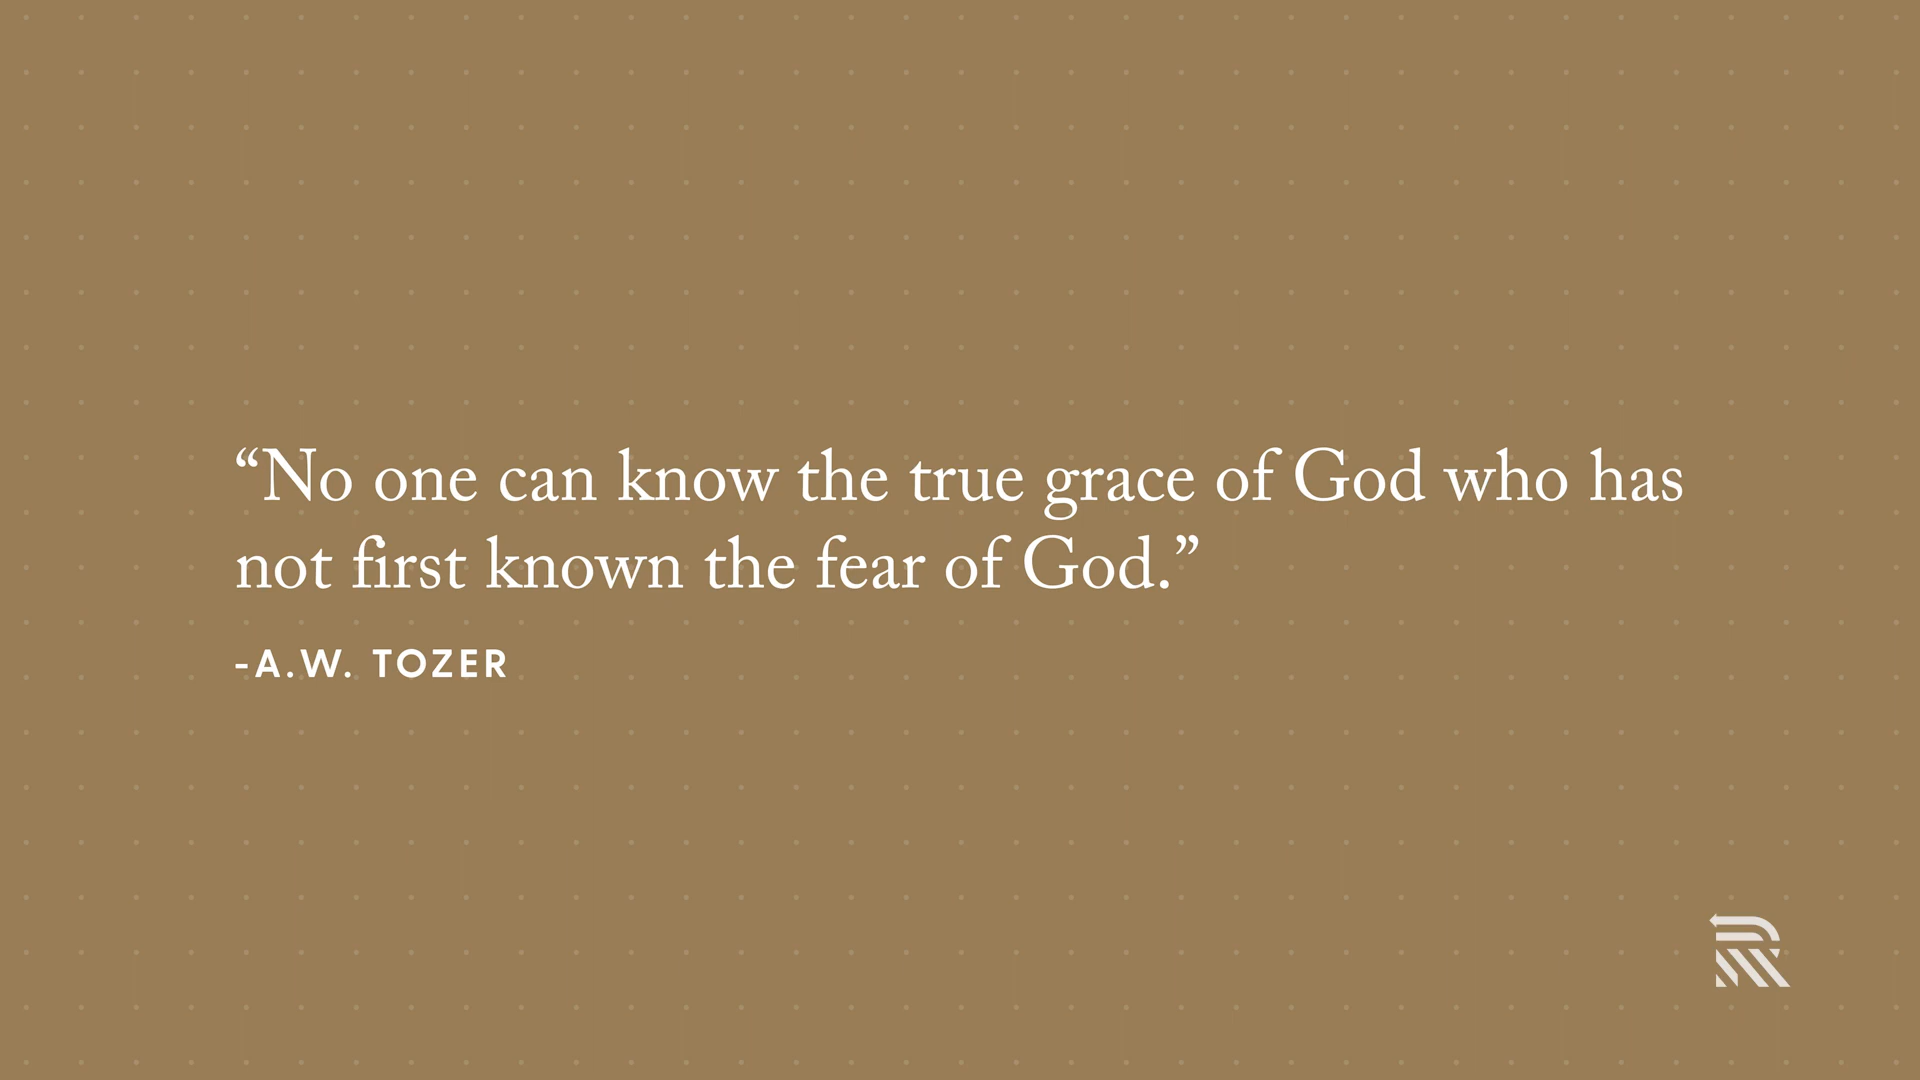 “No one can know the true grace of God who has
not first known the fear of God.”
-A.W. TOZER